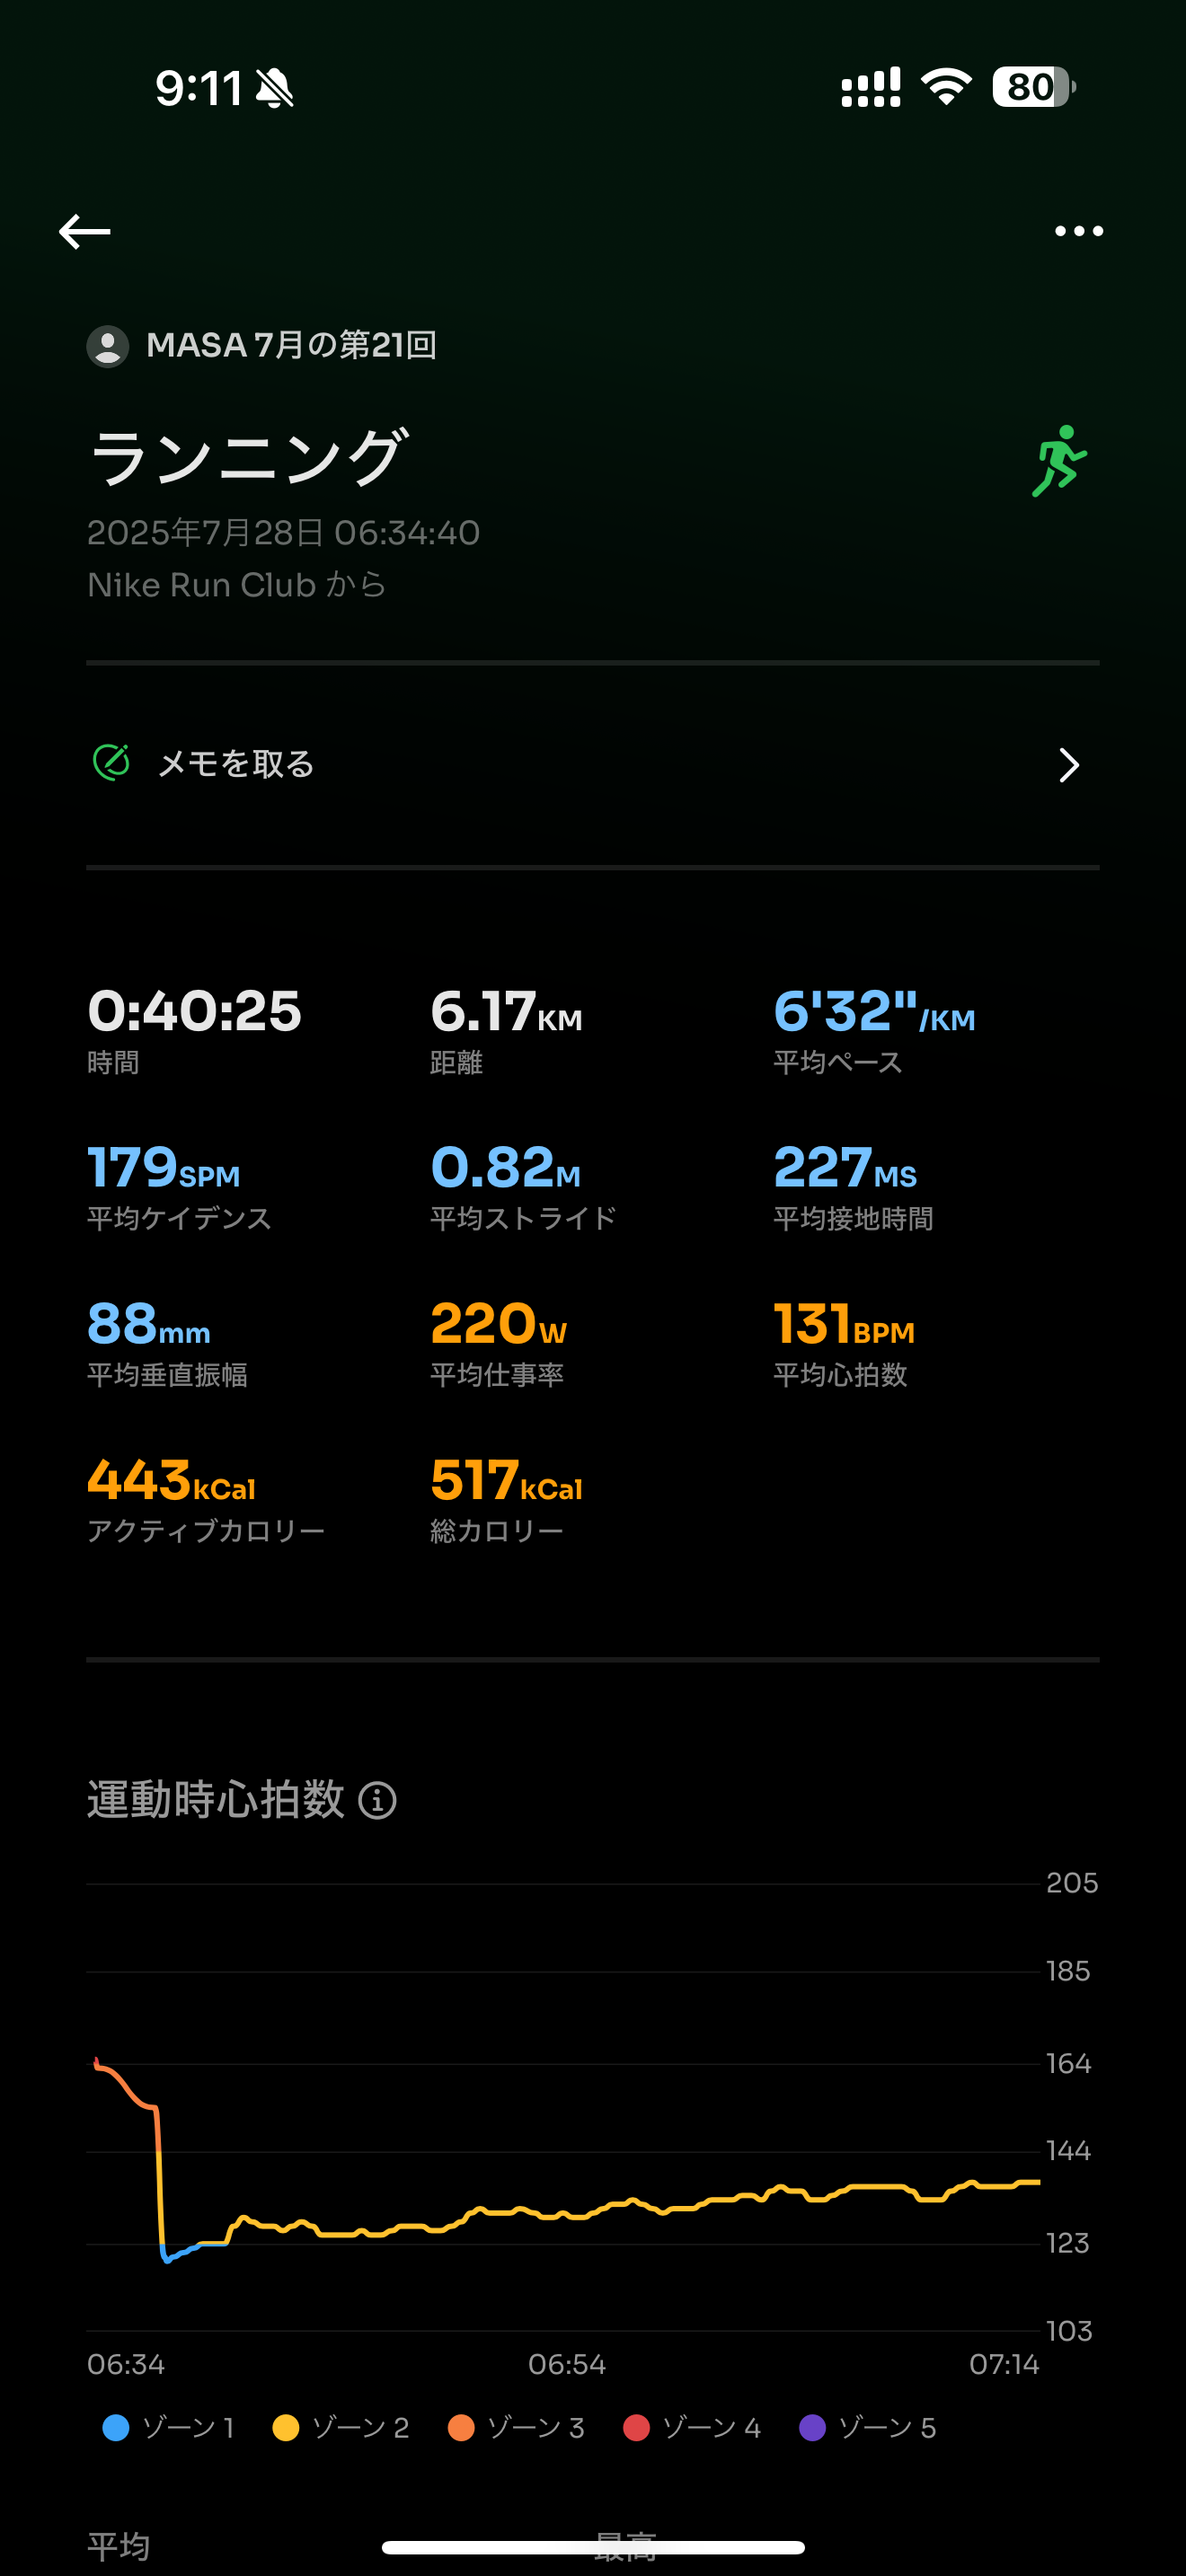 9:11
80
MASA 7月の第21回
ランニング
2025年7月28日 06:34:40
Nike Run Club から
メモを取る
0:40:25 6.17KM 6'32"/KM
時間 距離 平均ペース
179SPM 0.82M 227MS
平均ケイデンス 平均ストライド 平均接地時間
88mm 220W 131BPM
平均垂直振幅 平均仕事率 平均心拍数
443kCal 517kCal
アクティブカロリー 総カロリー
運動時心拍数
205
185
164
144
123
103
06:34 06:54 07:14
ゾーン 1 ゾーン 2 ゾーン 3 ゾーン 4 ゾーン 5
平均 最高